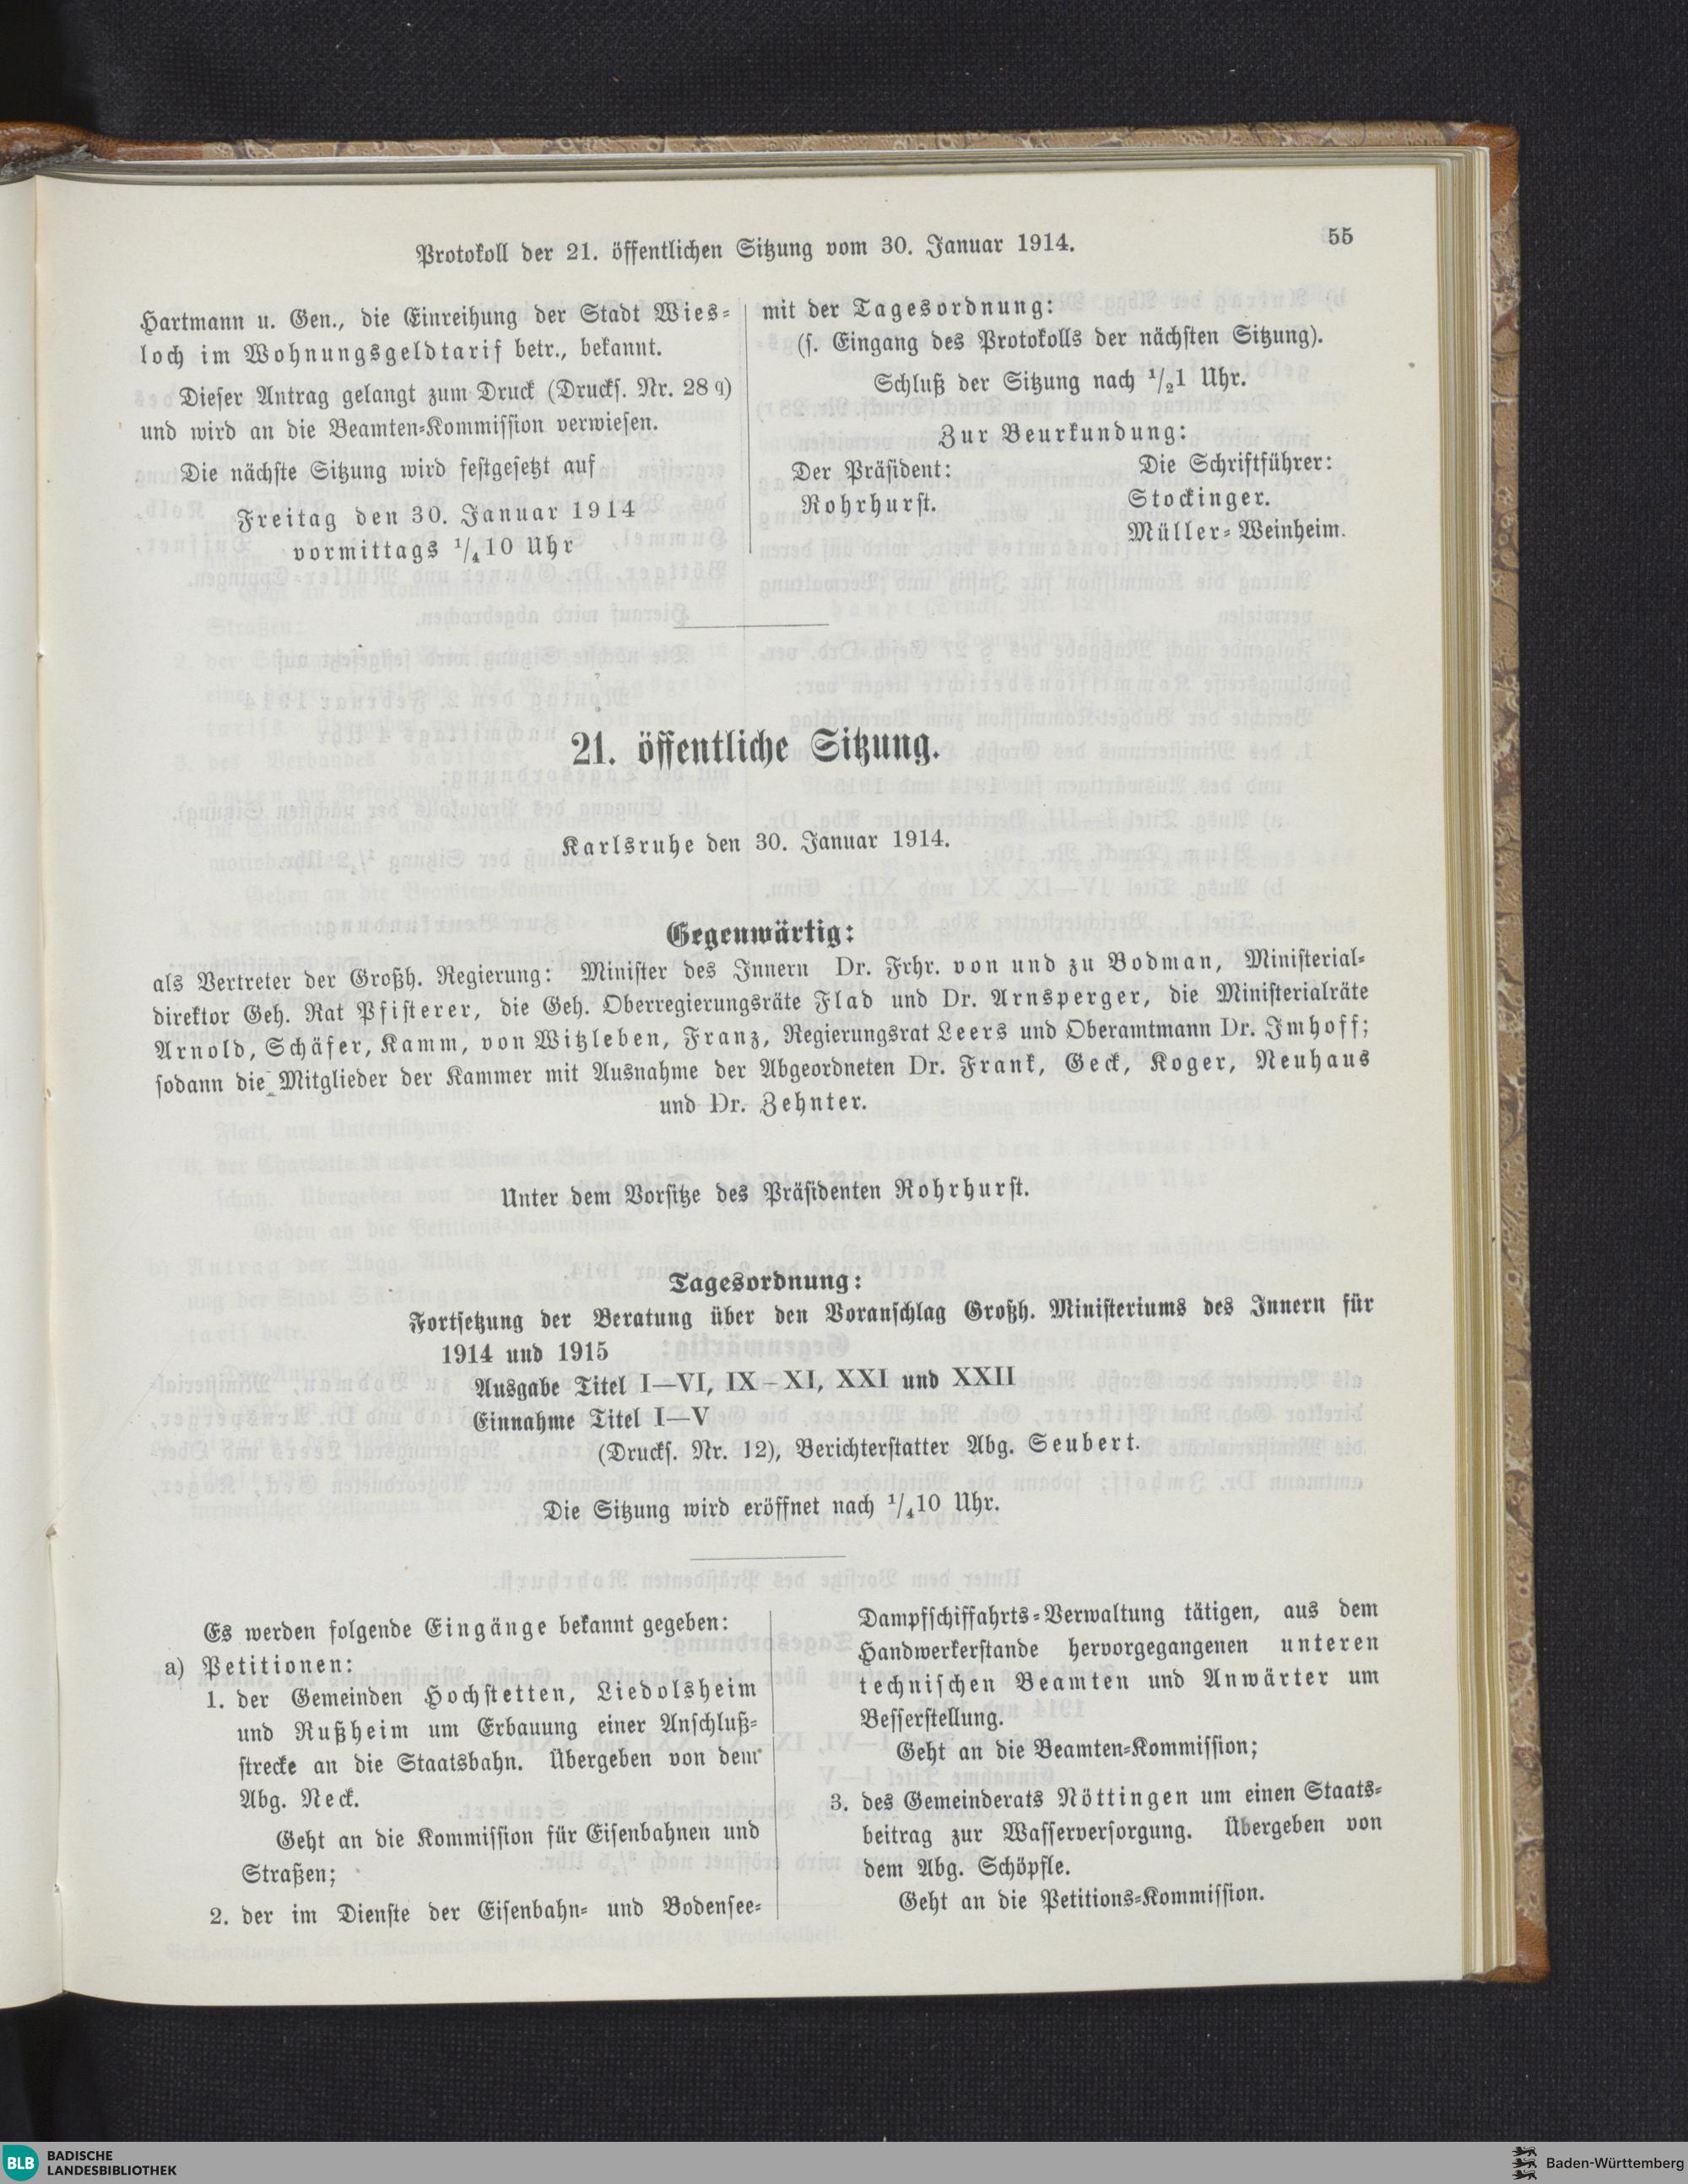 Protokoll der 21. öffentlichen Sitzung vom 30. Januar 1914.
55
Hartmann u. Gen., die Einreihung der Stadt Wies-
loch im Wohnungsgeldtarif betr., bekannt.
Dieser Antrag gelangt zum Druck (Drucks. Nr. 28 q)
und wird an die Beamten-Kommission verwiesen.
Die nächste Sitzung wird festgesetzt auf
Freitag den 30. Januar 1914
vormittags 1/4 10 Uhr
mit der Tagesordnung:
(s. Eingang des Protokolls der nächsten Sitzung).
Schluß der Sitzung nach 1/2 1 Uhr.
Zur Beurkundung:
Der Präsident:
Rohrhurst.
Die Schriftführer:
Stockinger.
Müller-Weinheim.
21. öffentliche Sitzung.
Karlsruhe den 30. Januar 1914.
Gegenwärtig:
als Vertreter der Großh. Regierung: Minister des Innern Dr. Frhr. von und zu Bodman, Ministerial-
direktor Geh. Rat Pfisterer, die Geh. Oberregierungsräte Flad und Dr. Arnsperger, die Ministerialräte
Arnold, Schäfer, Kamm, von Witzleben, Franz, Regierungsrat Leers und Oberamtmann Dr. Imhoff;
sodann die Mitglieder der Kammer mit Ausnahme der Abgeordneten Dr. Frank, Geck, Koger, Neuhaus
und Dr. Zehnter.
Unter dem Vorsitze des Präsidenten Rohrhurst.
Tagesordnung:
Fortsetzung der Beratung über den Voranschlag Großh. Ministeriums des Innern für
1914 und 1915
Ausgabe Titel I—VI, IX–XI, XXI und XXII
Einnahme Titel I—V
(Drucks. Nr. 12), Berichterstatter Abg. Seubert.
Die Sitzung wird eröffnet nach 1/4 10 Uhr.
Es werden folgende Eingänge bekannt gegeben:
a) Petitionen:
1. der Gemeinden Hochstetten, Liedolsheim
und Rußheim um Erbauung einer Anschluß-
strecke an die Staatsbahn. Übergeben von dem
Abg. Neck.
Geht an die Kommission für Eisenbahnen und
Straßen;
2. der im Dienste der Eisenbahn- und Bodensee-
Dampfschiffahrts-Verwaltung tätigen, aus dem
Handwerkerstande hervorgegangenen unteren
technischen Beamten und Anwärter um
Besserstellung.
Geht an die Beamten-Kommission;
3. des Gemeinderats Nöttingen um einen Staats-
beitrag zur Wasserversorgung. Übergeben von
dem Abg. Schöpfle.
Geht an die Petitions-Kommission.
BLB
BADISCHE
LANDESBIBLIOTHEK
Baden-Württemberg